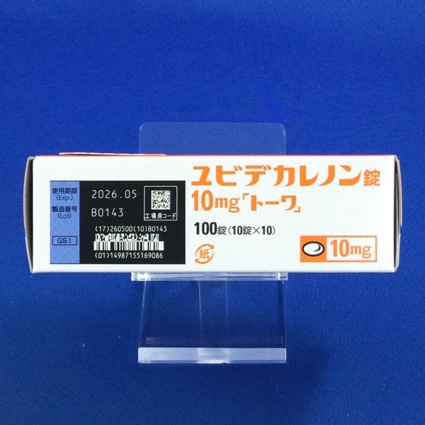 ユビデカレノン錠
10mg「トーワ」
100錠(10錠×10)
紙
10mg
使用期限
(Exp.)
2026.05
製造番号
(Lot)
B0143
工場用コード
GS1
(17)260500(10)B0143
(01)14987155169086